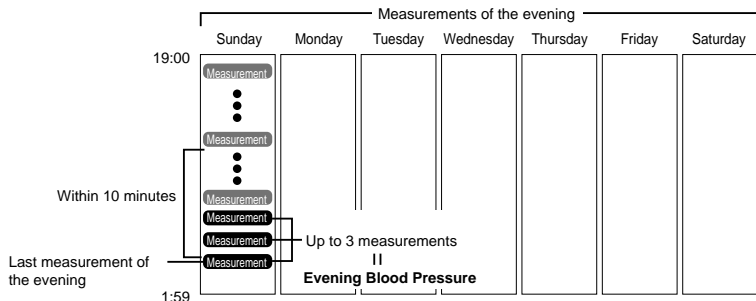 Measurements of the evening
Sunday Monday Tuesday Wednesday Thursday Friday Saturday
19:00
Measurement
Measurement
Within 10 minutes
Measurement
Measurement
Measurement
Up to 3 measurements
Last measurement of
the evening
Measurement
Evening Blood Pressure
1:59